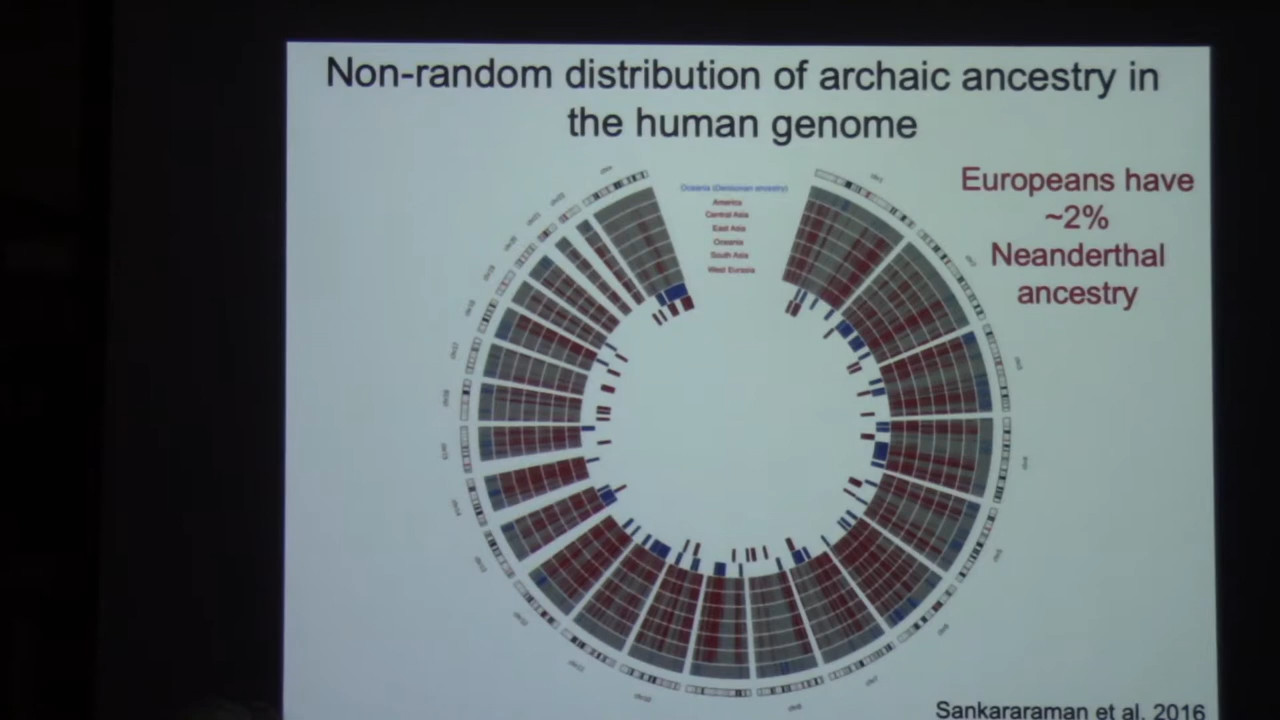 Non-random distribution of archaic ancestry in
the human genome
Oceania (Denisovan ancestry)
America
Central Asia
East Asia
Oceania
South Asia
West Eurasia
Europeans have
~2%
Neanderthal
ancestry
Sankararaman et al. 2016